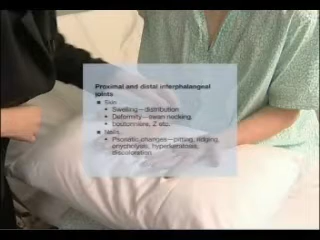 Proximal and distal interphalangeal
joints
■ Skin
• Swelling—distribution
• Deformity—swan necking,
• boutonniere, Z etc.
■ Nails
• Psoriatic changes—pitting, ridging,
onycholysis, hyperkeratosis,
discoloration